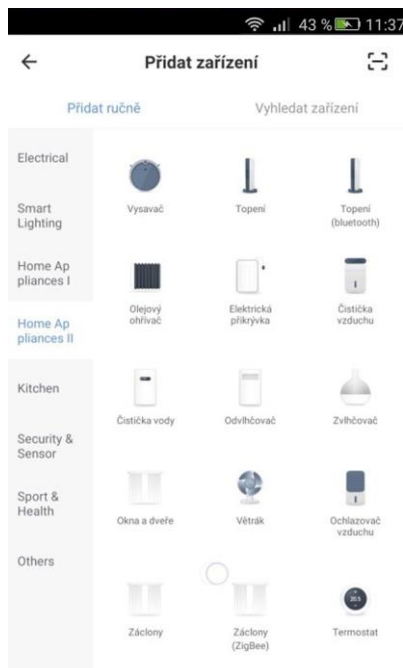 43 % 11:37
Přidat zařízení
Přidat ručně
Vyhledat zařízení
Electrical
Smart
Lighting
Home Ap
pliances I
Home Ap
pliances II
Kitchen
Security &
Sensor
Sport &
Health
Others
Vysavač
Topení
Topení
(bluetooth)
Olejový
ohřívač
Elektrická
přikrývka
Čistička
vzduchu
Čistička vody
Odvlhčovač
Zvlhčovač
Okna a dveře
Větrák
Ochlazovač
vzduchu
Záclony
Záclony
(ZigBee)
20.5
Termostat